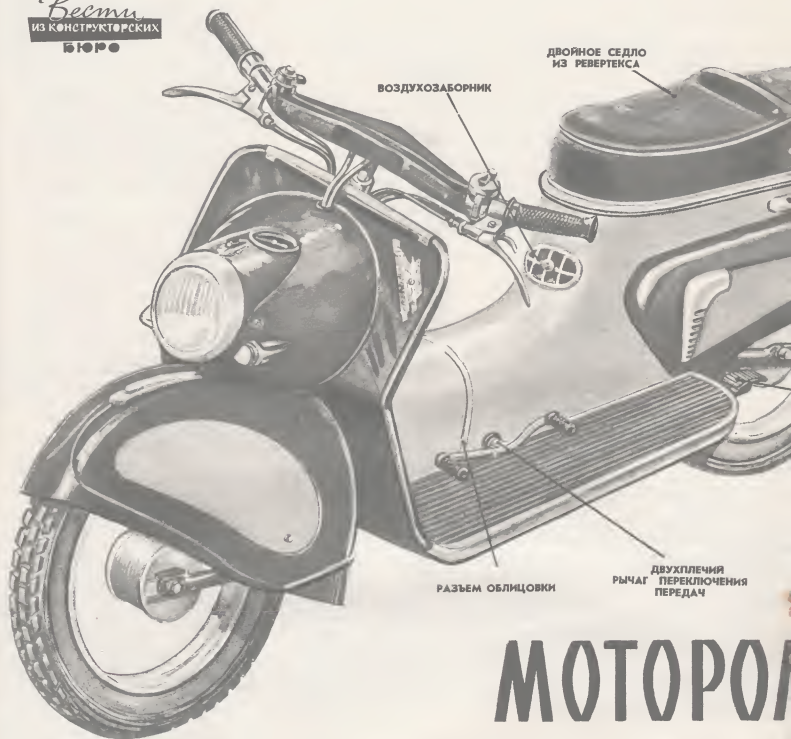 Вести
ИЗ КОНСТРУКТОРСКИХ
БЮРО
ДВОЙНОЕ СЕДЛО
ИЗ РЕВЕРТЕКСА
ВОЗДУХОЗАБОРНИК
РАЗЪЕМ ОБЛИЦОВКИ
ДВУХПЛЕЧИЙ
РЫЧАГ ПЕРЕКЛЮЧЕНИЯ
ПЕРЕДАЧ
МОТОРО